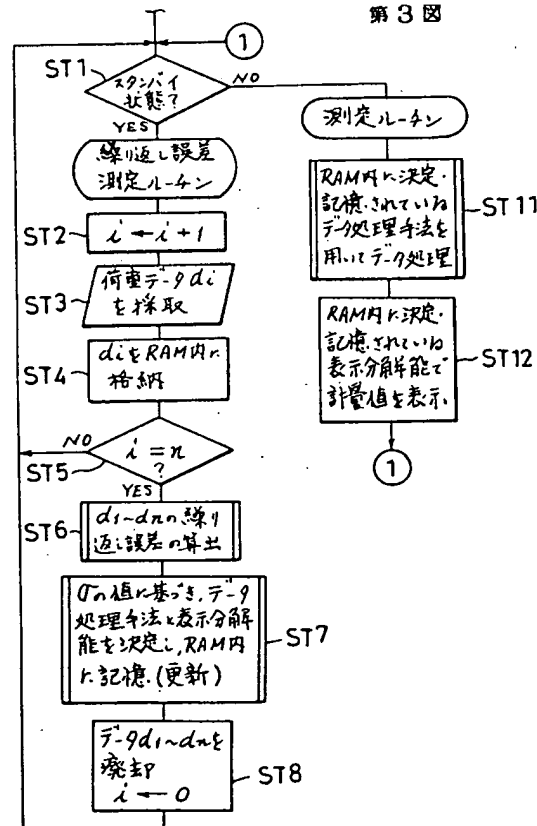 第3図
1
ST1
スタンバイ
状態?
NO
YES
繰り返し誤差
測定ルーチン
ST2
i ← i + 1
ST3
荷重データdi
を採取
ST4
diをRAM内に
格納
NO
ST5
i = n
?
YES
ST6
d1~dnの繰り
返し誤差の算出
σの値に基づき,データ
処理手法と表示分解
能を決定し,RAM内
に記憶.(更新)
ST7
データd1~dnを
廃却
i ← 0
ST8
測定ルーチン
RAM内に決定・
記憶されている
データ処理手法を
用いてデータ処理
ST11
RAM内に決定・
記憶されている
表示分解能で
計量値を表示.
ST12
1